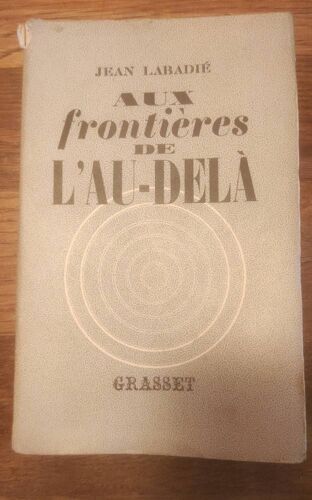 JEAN LABADIÉ
AUX
frontières
DE
L'AU-DELÀ
GRASSET